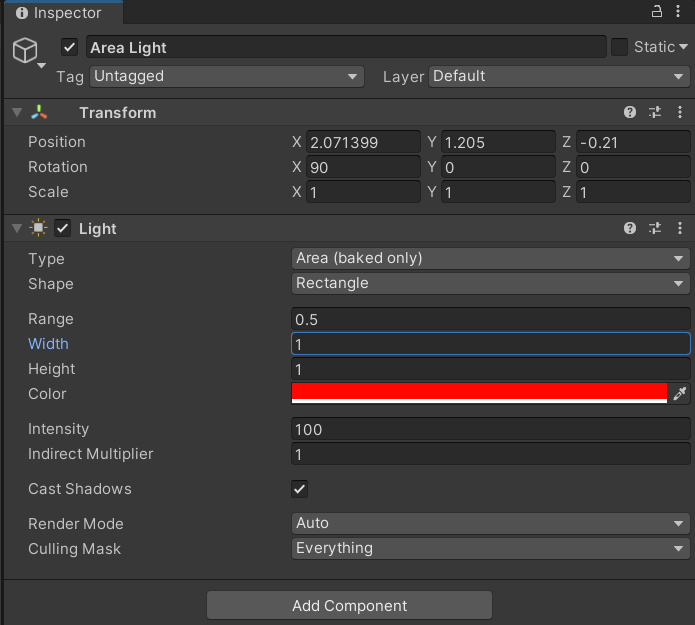 Inspector
Area Light Static
Tag Untagged Layer Default
Transform
Position X 2.071399 Y 1.205 Z -0.21
Rotation X 90 Y 0 Z 0
Scale X 1 Y 1 Z 1
Light
Type Area (baked only)
Shape Rectangle
Range 0.5
Width 1
Height 1
Color
Intensity 100
Indirect Multiplier 1
Cast Shadows
Render Mode Auto
Culling Mask Everything
Add Component